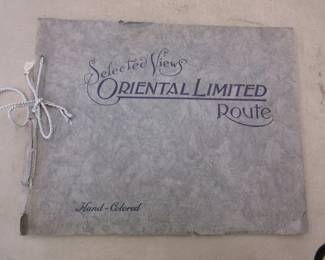 Selected Views
ORIENTAL LIMITED
Route
Hand-Colored